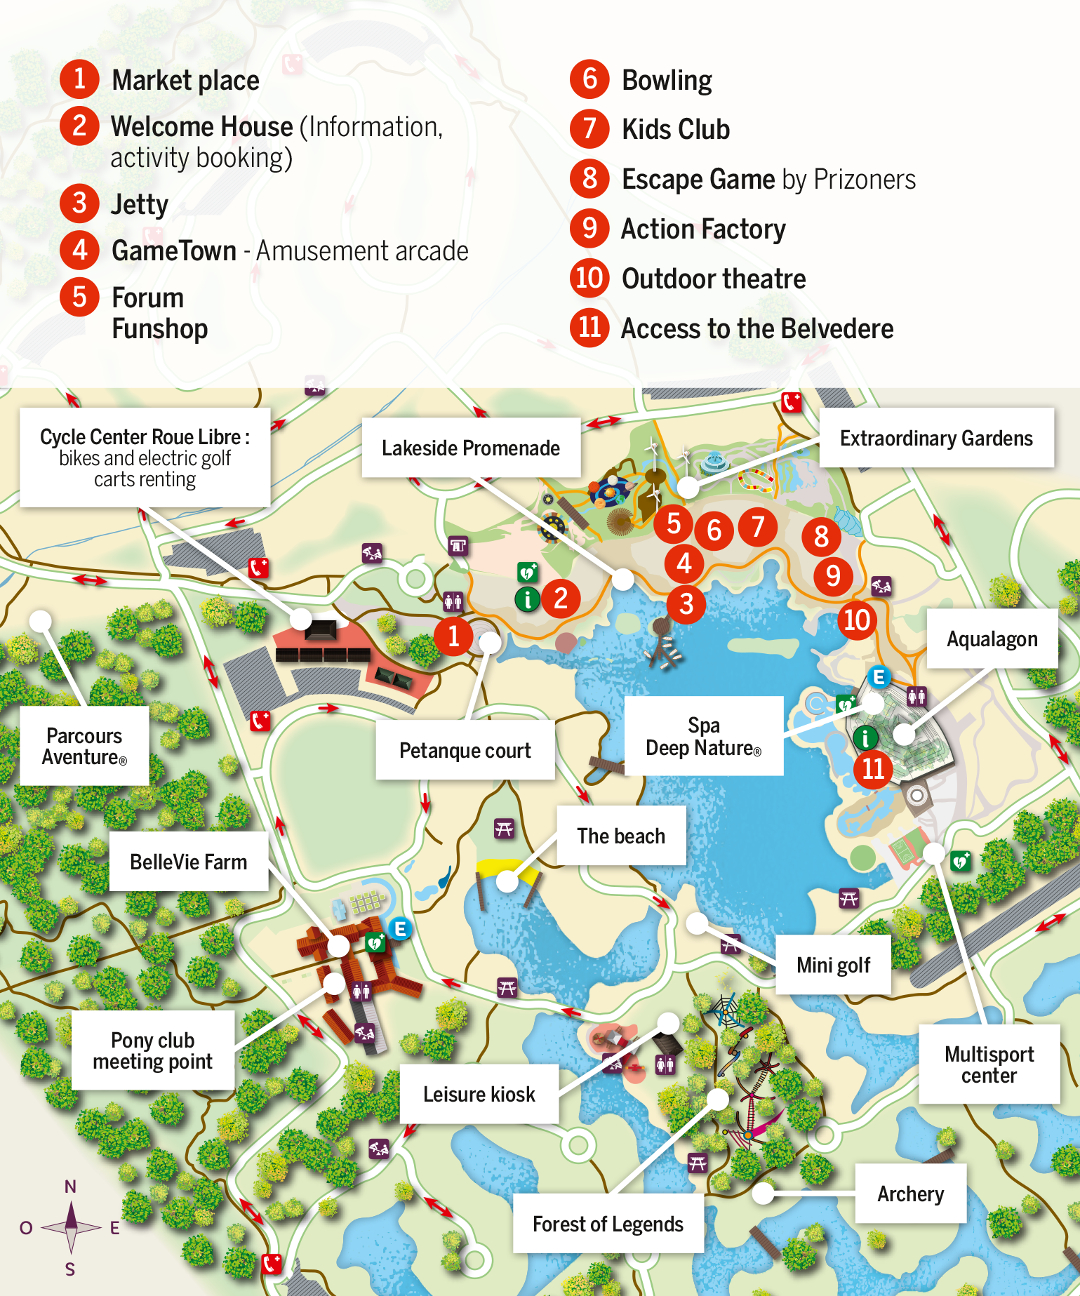 1 Market place
2 Welcome House (Information,
activity booking)
3 Jetty
4 GameTown - Amusement arcade
5 Forum
Funshop
6 Bowling
7 Kids Club
8 Escape Game by Prizoners
9 Action Factory
10 Outdoor theatre
11 Access to the Belvedere
Cycle Center Roue Libre :
bikes and electric golf
carts renting
Lakeside Promenade
Extraordinary Gardens
5
6
7
8
4
9
i
2
3
10
1
Aqualagon
E
Parcours
Aventure®
Petanque court
Spa
Deep Nature®
i
11
The beach
BelleVie Farm
E
Mini golf
Pony club
meeting point
Multisport
center
Leisure kiosk
Archery
Forest of Legends
N
O
E
S